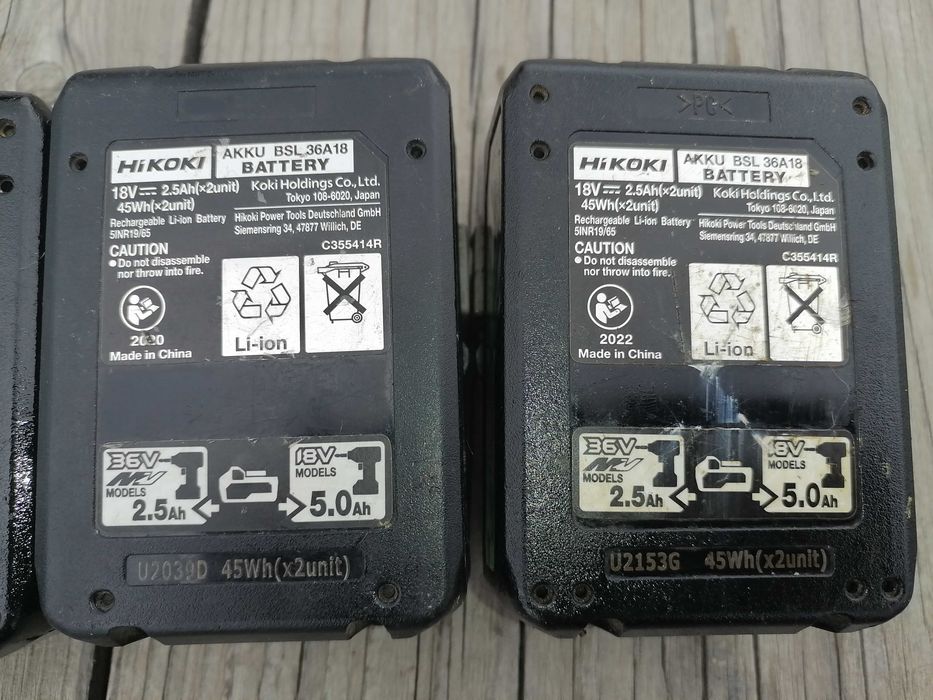 HiKOKI
AKKU BSL 36A18
BATTERY
18V⎓ 2.5Ah(×2unit)
45Wh(×2unit)
Koki Holdings Co.,Ltd.
Tokyo 108-6020, Japan
Rechargeable Li-ion Battery
5INR19/65
Hikoki Power Tools Deutschland GmbH
Siemensring 34, 47877 Willich, DE
CAUTION
C355414R
● Do not disassemble
nor throw into fire.
2020
Made in China
Li-ion
36V
MV
MODELS
2.5Ah
18V
MODELS
5.0Ah
U2039D 45Wh(x2unit)
>PC<
HiKOKI
AKKU BSL 36A18
BATTERY
18V⎓ 2.5Ah(×2unit)
45Wh(×2unit)
Koki Holdings Co.,Ltd.
Tokyo 108-6020, Japan
Rechargeable Li-ion Battery
5INR19/65
Hikoki Power Tools Deutschland GmbH
Siemensring 34, 47877 Willich, DE
CAUTION
C355414R
● Do not disassemble
nor throw into fire.
2022
Made in China
Li-ion
36V
MV
MODELS
2.5Ah
18V
MODELS
5.0Ah
U2153G 45Wh(x2unit)